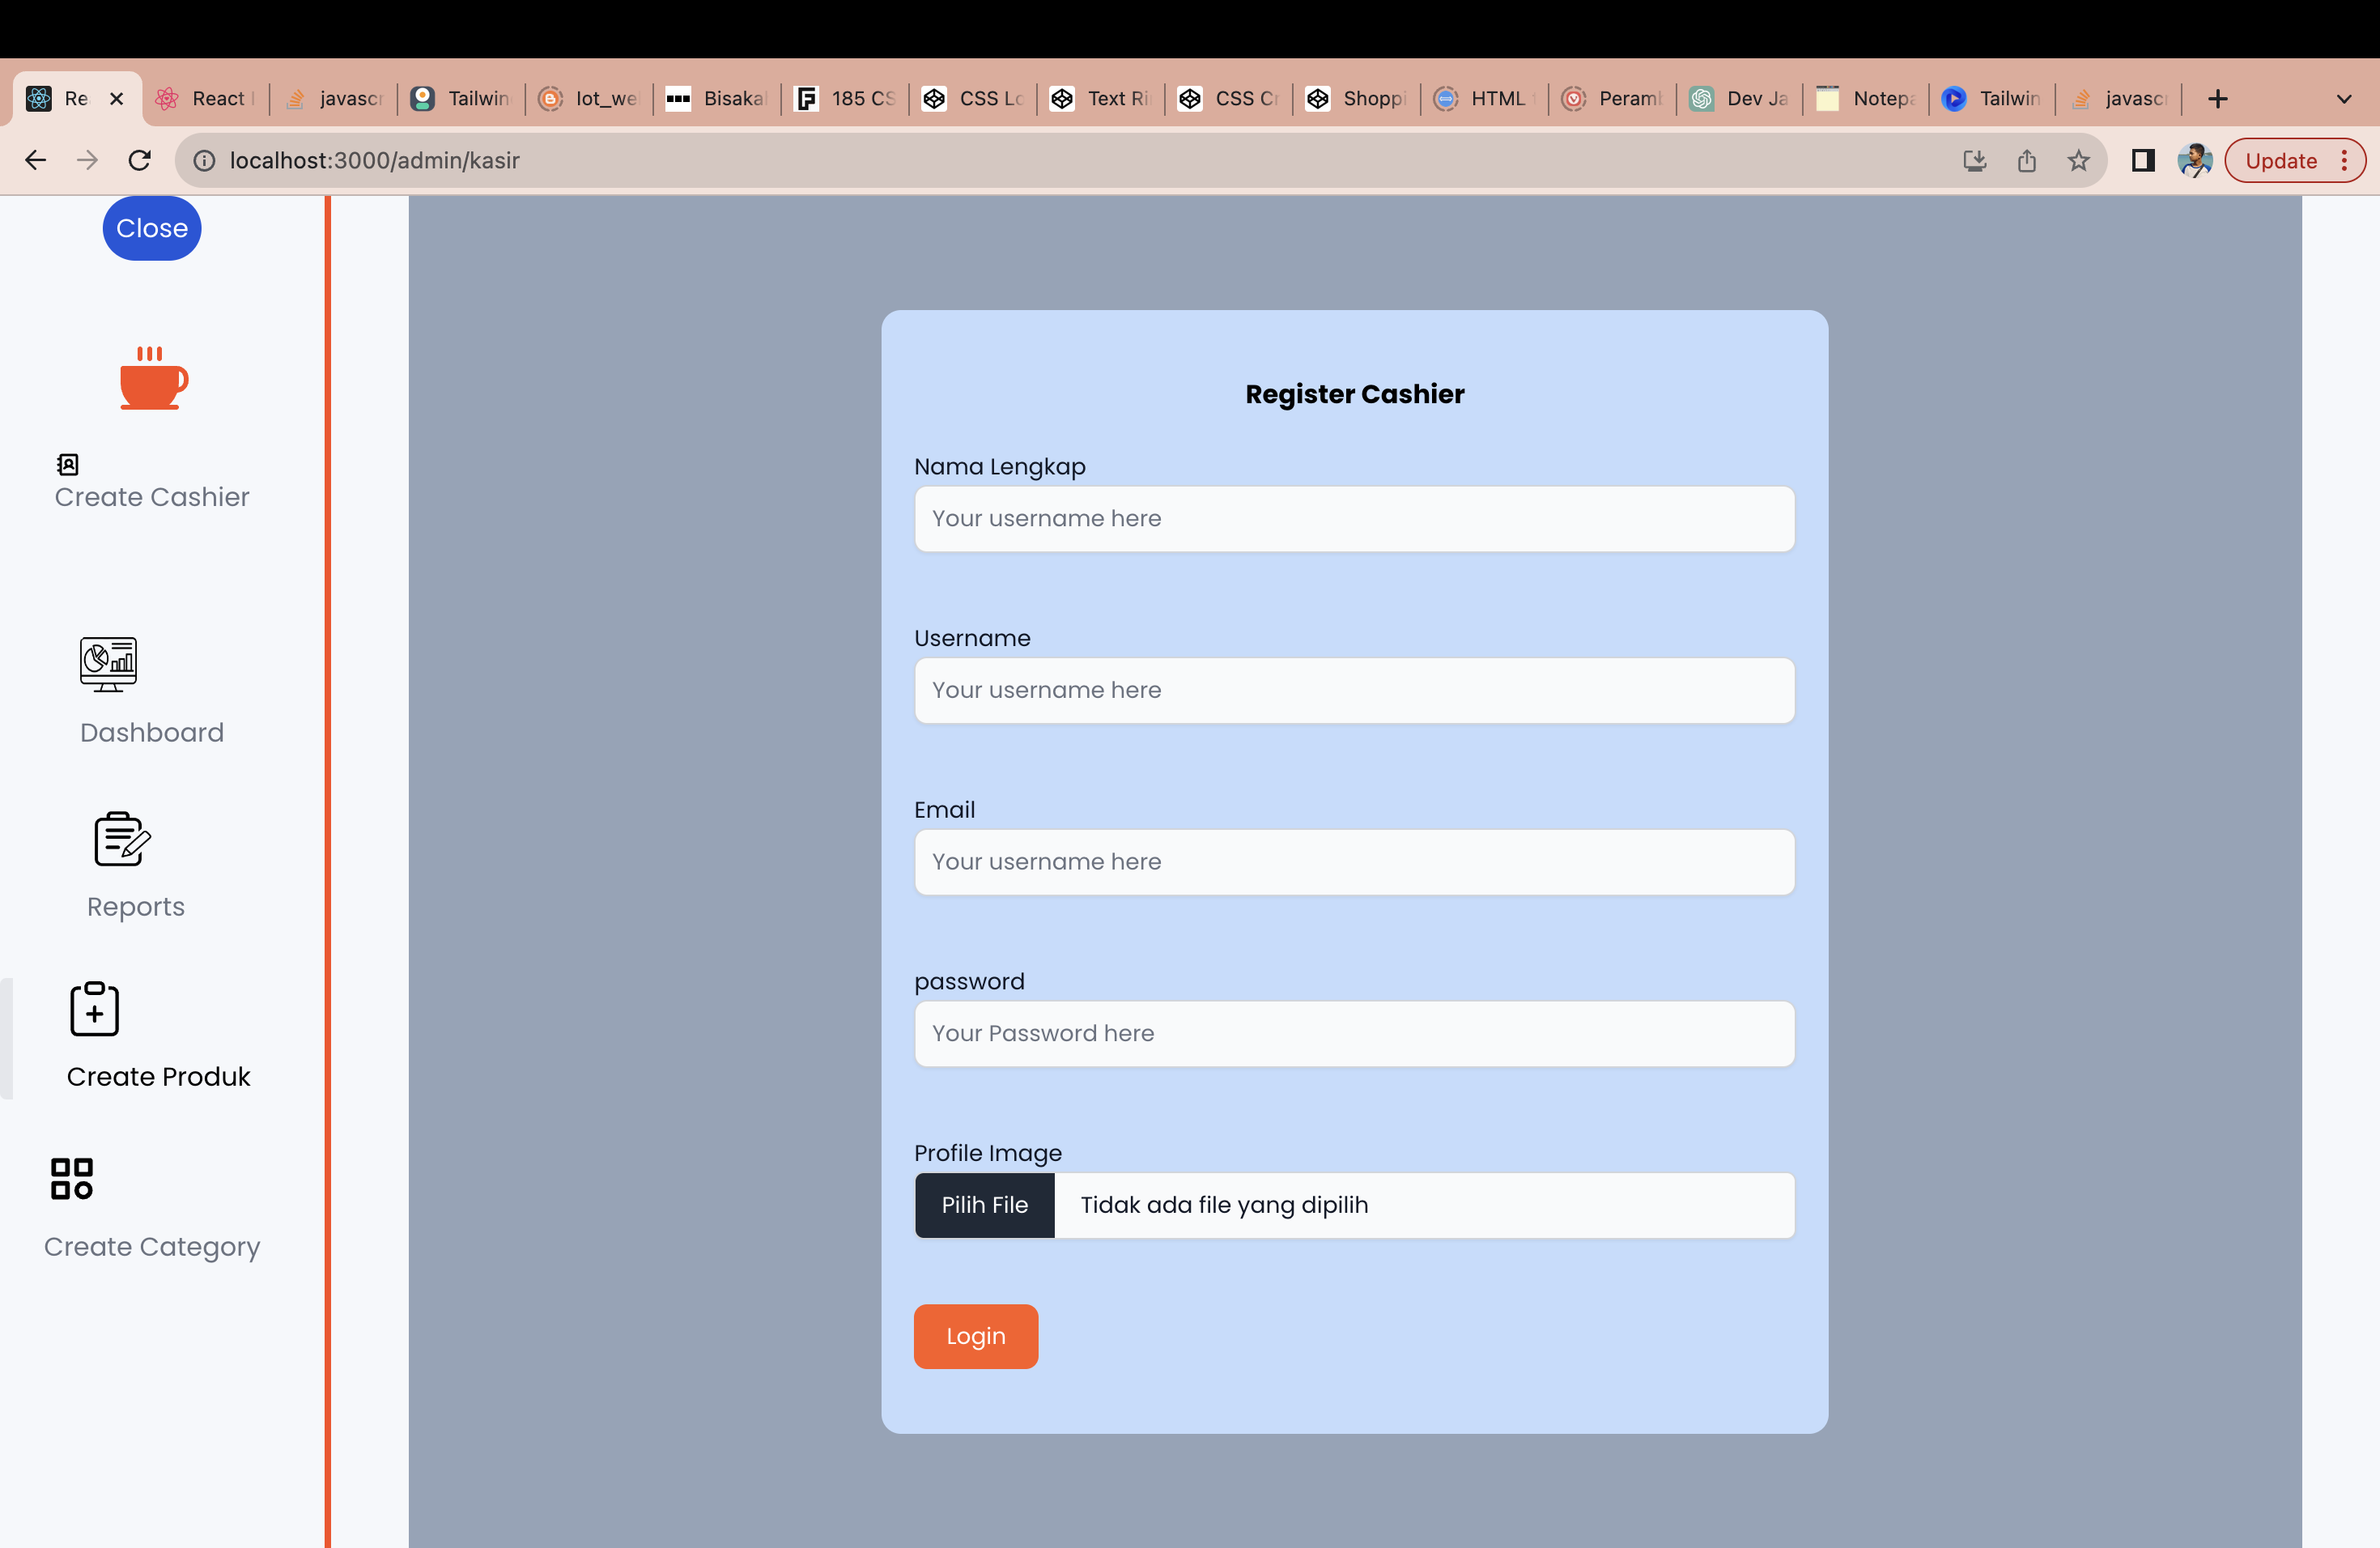 Re
React
javascr
Tailwin
Iot_we
Bisakal
185 CS
CSS Lo
Text Ri
CSS Cr
Shoppi
HTML
Peramb
Dev Ja
Notepa
Tailwin
javasc
localhost:3000/admin/kasir
Update
Close
Create Cashier
Dashboard
Reports
Create Produk
Create Category
Register Cashier
Nama Lengkap
Your username here
Username
Your username here
Email
Your username here
password
Your Password here
Profile Image
Pilih File
Tidak ada file yang dipilih
Login